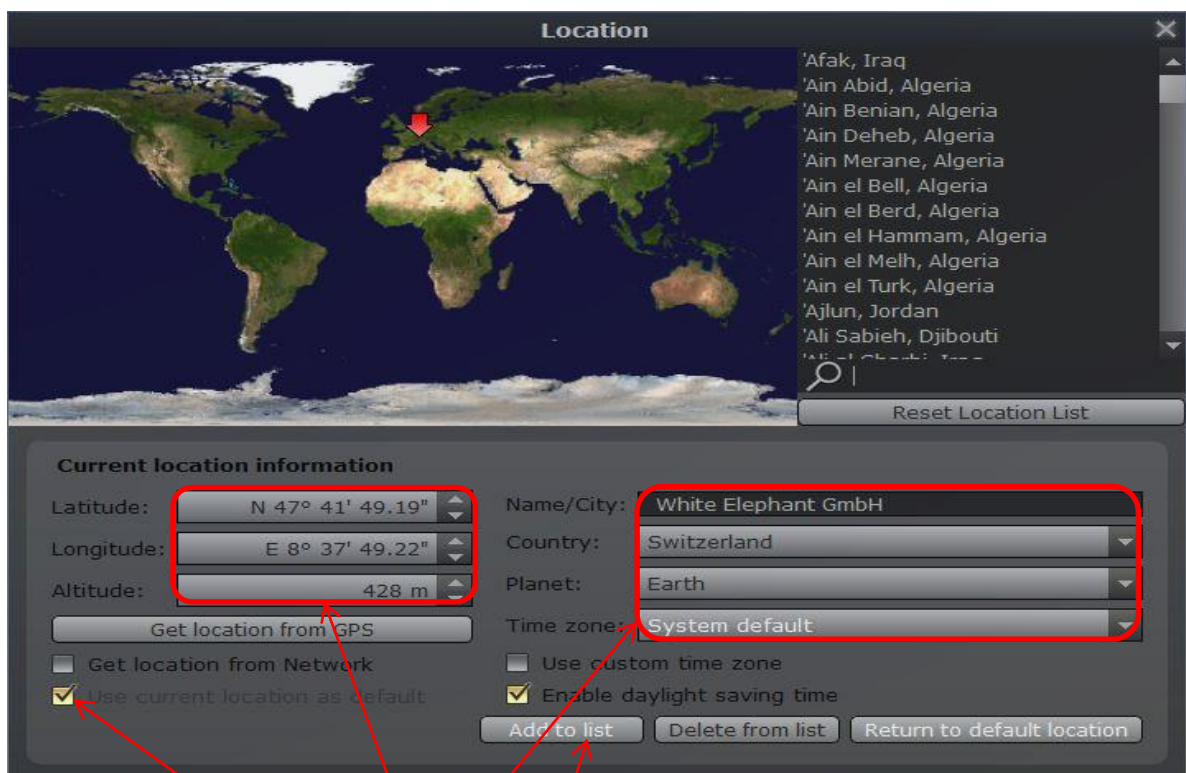 Location
'Afak, Iraq
'Ain Abid, Algeria
'Ain Benian, Algeria
'Ain Deheb, Algeria
'Ain Merane, Algeria
'Ain el Bell, Algeria
'Ain el Berd, Algeria
'Ain el Hammam, Algeria
'Ain el Melh, Algeria
'Ain el Turk, Algeria
'Ajlun, Jordan
'Ali Sabieh, Djibouti
Reset Location List
Current location information
Latitude: N 47º 41' 49.19"
Longitude: E 8º 37' 49.22"
Altitude: 428 m
Get location from GPS
Get location from Network
Use current location as default
Name/City: White Elephant GmbH
Country: Switzerland
Planet: Earth
Time zone: System default
Use custom time zone
Enable daylight saving time
Add to list Delete from list Return to default location